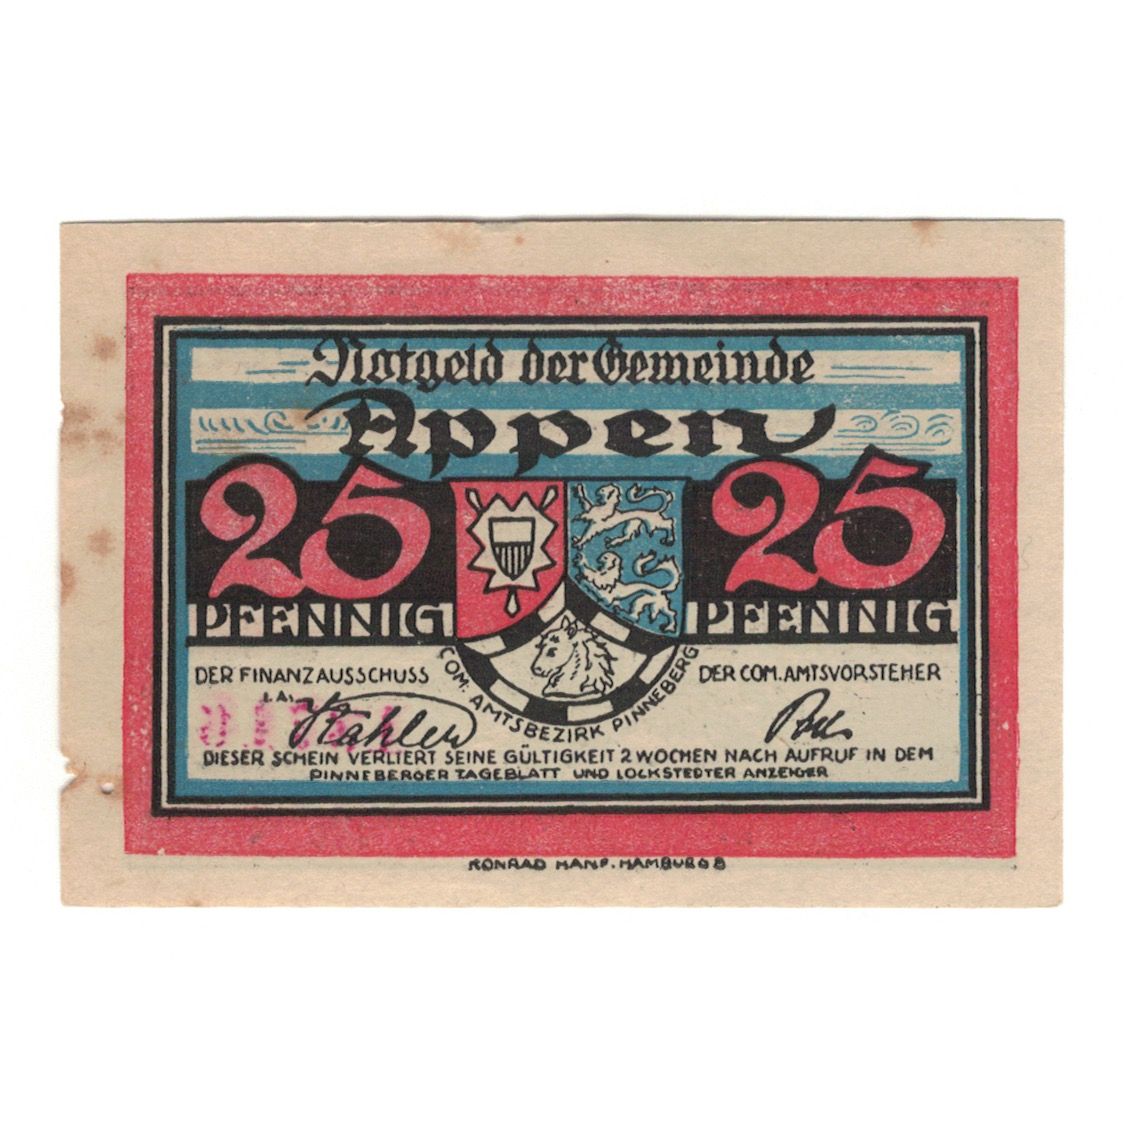 Notgeld der Gemeinde
Appen
25 25
PFENNIG PFENNIG
DER FINANZAUSSCHUSS
I.A.
COM. AMTSBEZIRK PINNEBERG
DER COM. AMTSVORSTEHER
DIESER SCHEIN VERLIERT SEINE GÜLTIGKEIT 2 WOCHEN NACH AUFRUF IN DEM
PINNEBERGER TAGEBLATT UND LOCKSTEDTER ANZEIGER
KONRAD HANF. HAMBURG 8